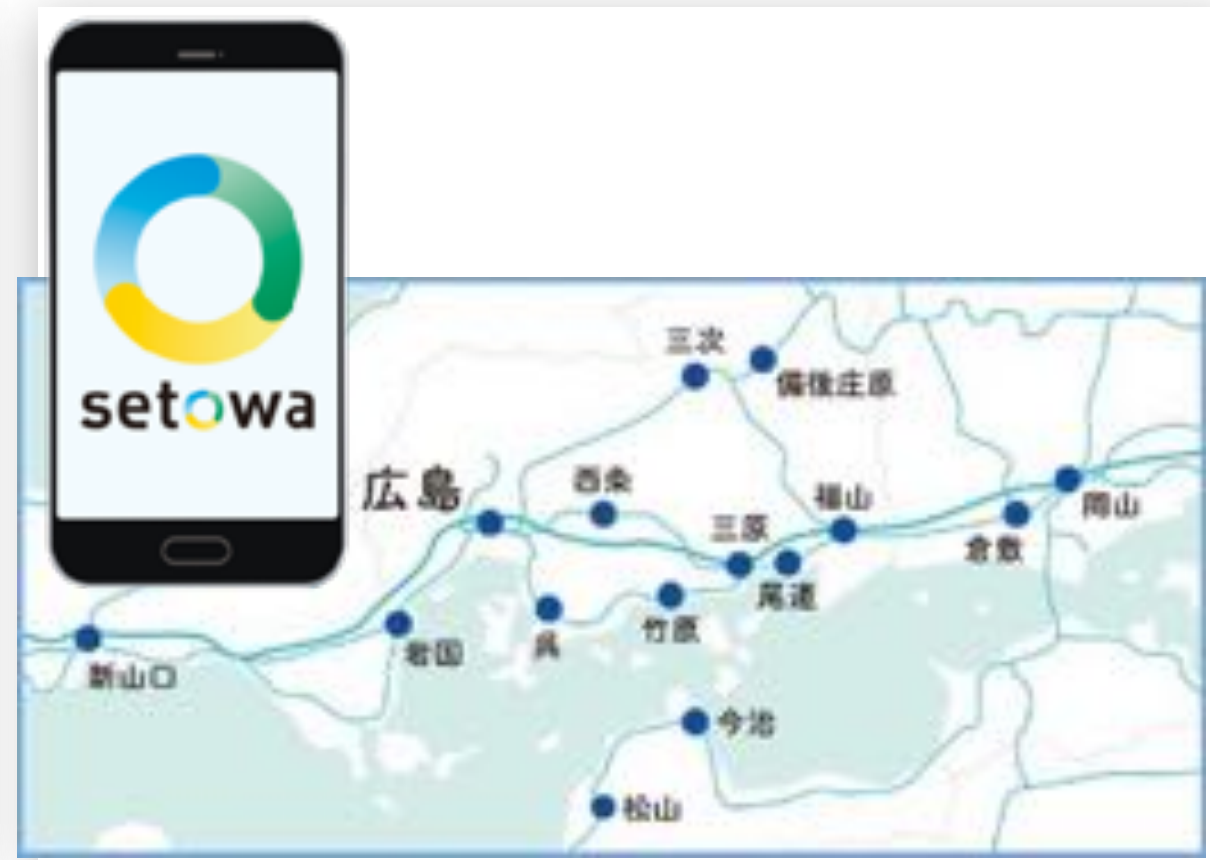 setowa
三次
備後庄原
広島
西条
福山
岡山
三原
倉敷
尾道
竹原
呉
岩国
新山口
今治
松山